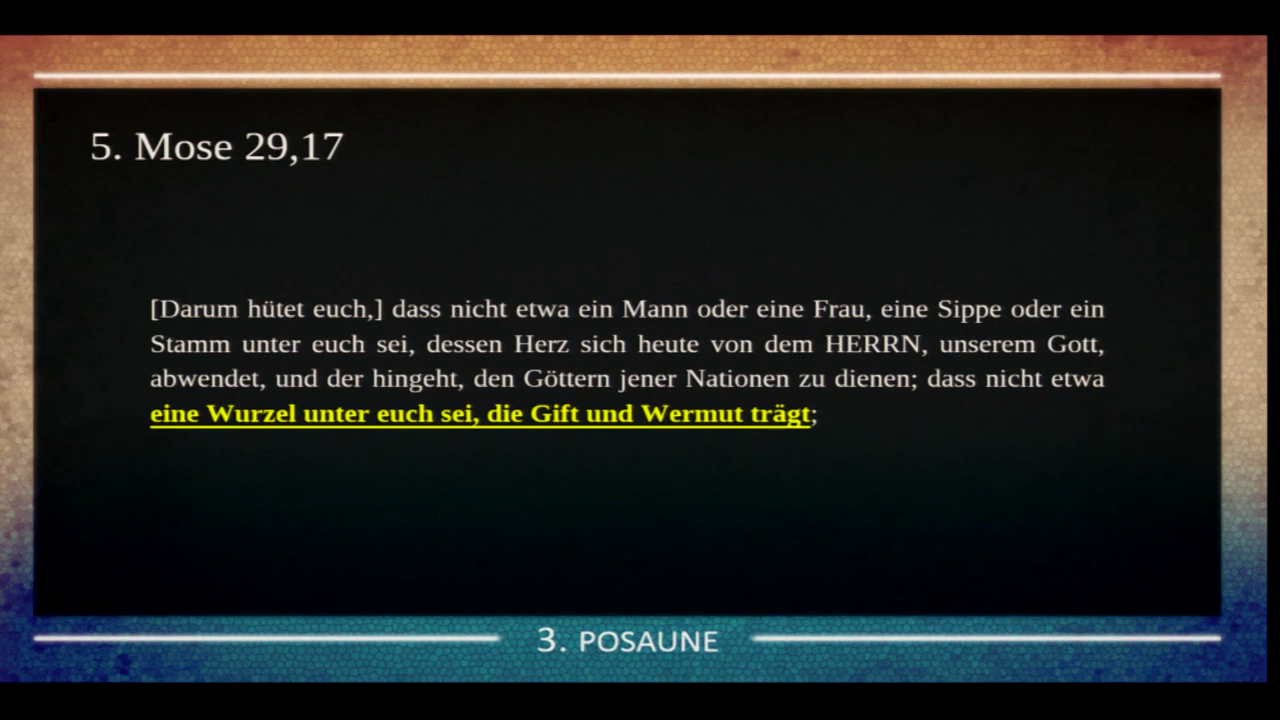 5. Mose 29,17
[Darum hütet euch,] dass nicht etwa ein Mann oder eine Frau, eine Sippe oder ein
Stamm unter euch sei, dessen Herz sich heute von dem HERRN, unserem Gott,
abwendet, und der hingeht, den Göttern jener Nationen zu dienen; dass nicht etwa
eine Wurzel unter euch sei, die Gift und Wermut trägt;
3. POSAUNE